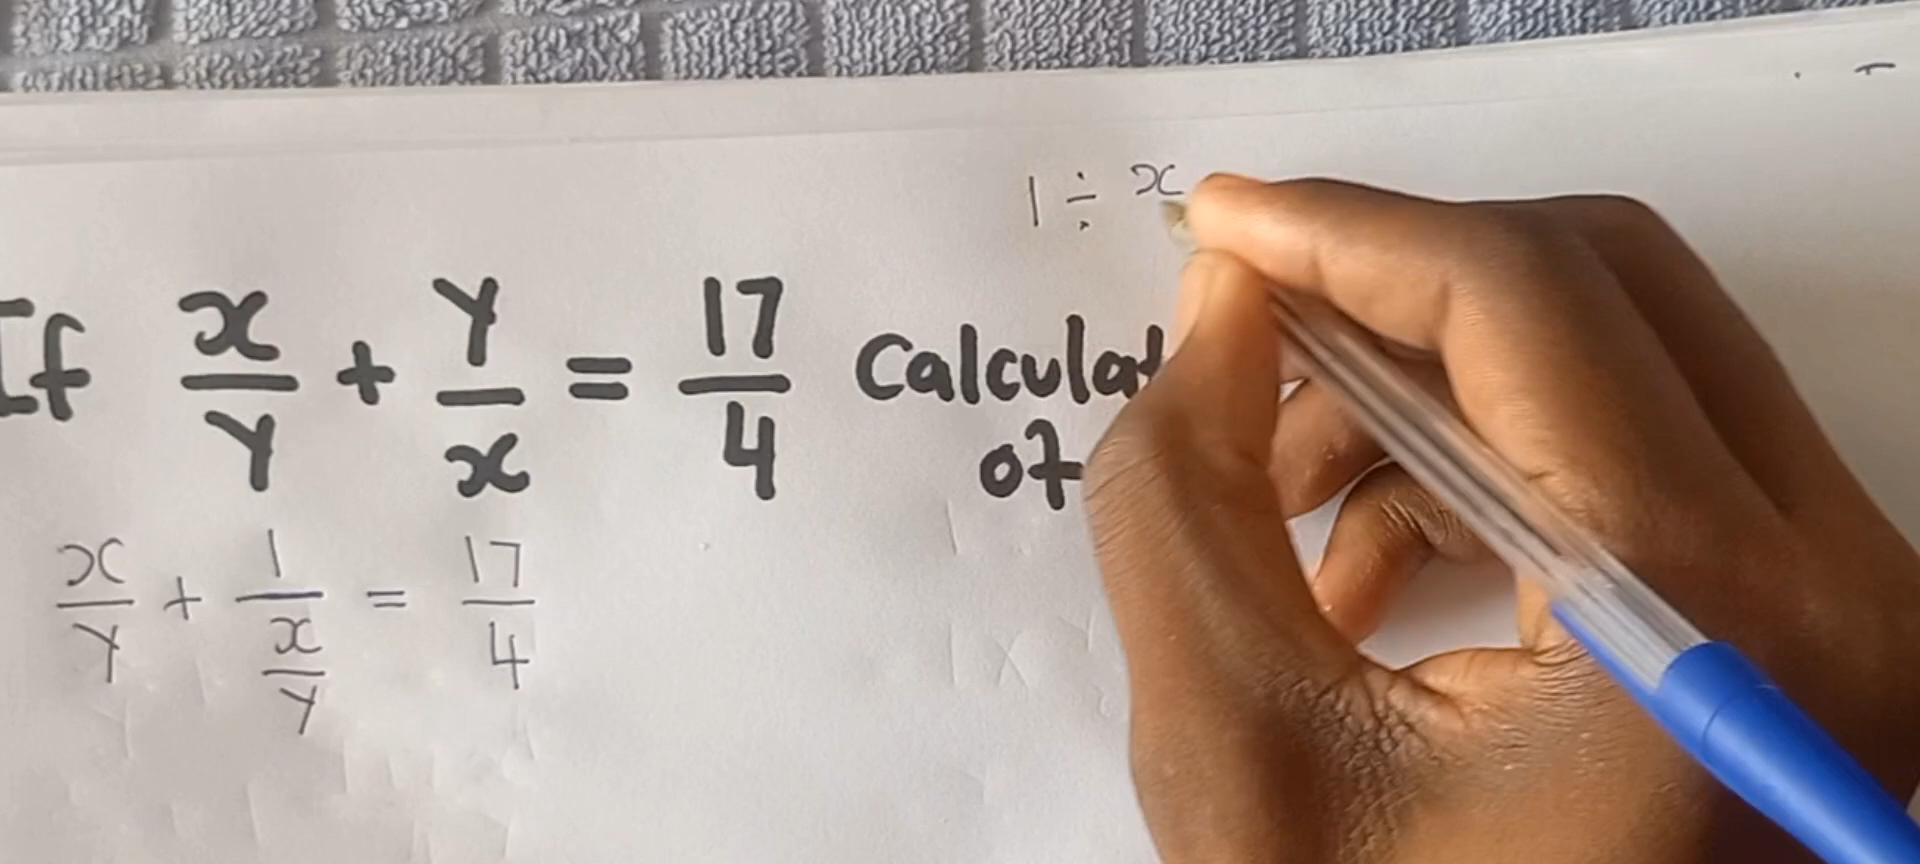 1 ÷ x
If x/y + y/x = 17/4 Calculat
of
x/y + 1/(x/y) = 17/4